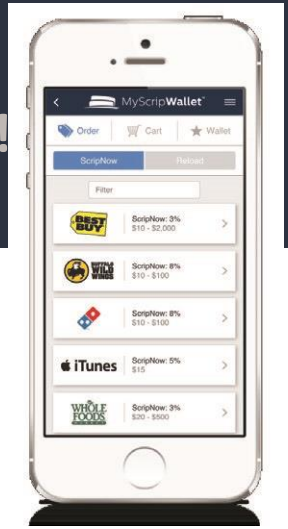 !
MyScripWallet
Order Cart Wallet
ScripNow Reload
Filter
BEST BUY
ScripNow: 3%
$10 - $2,000
BUFFALO WILD WINGS
ScripNow: 8%
$10 - $100
ScripNow: 8%
$10 - $100
iTunes
ScripNow: 5%
$15
WHOLE FOODS
ScripNow: 3%
$20 - $500